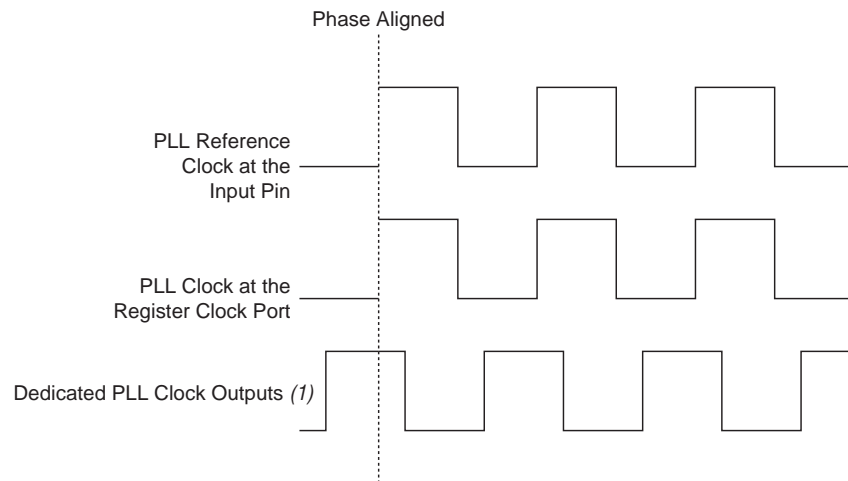 Phase Aligned
PLL Reference
Clock at the
Input Pin
PLL Clock at the
Register Clock Port
Dedicated PLL Clock Outputs (1)